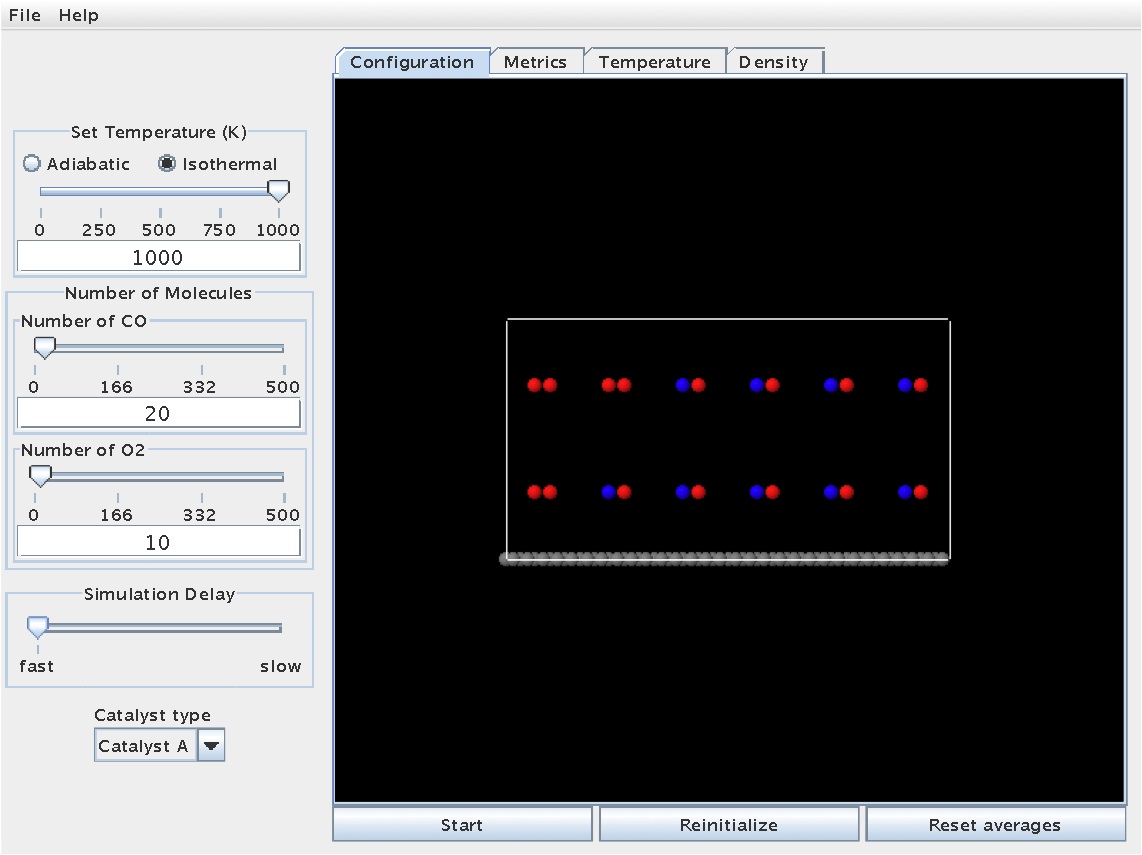 File Help
Configuration Metrics Temperature Density
Set Temperature (K)
Adiabatic Isothermal
0 250 500 750 1000
1000
Number of Molecules
Number of CO
0 166 332 500
20
Number of O2
0 166 332 500
10
Simulation Delay
fast slow
Catalyst type
Catalyst A
Start Reinitialize Reset averages